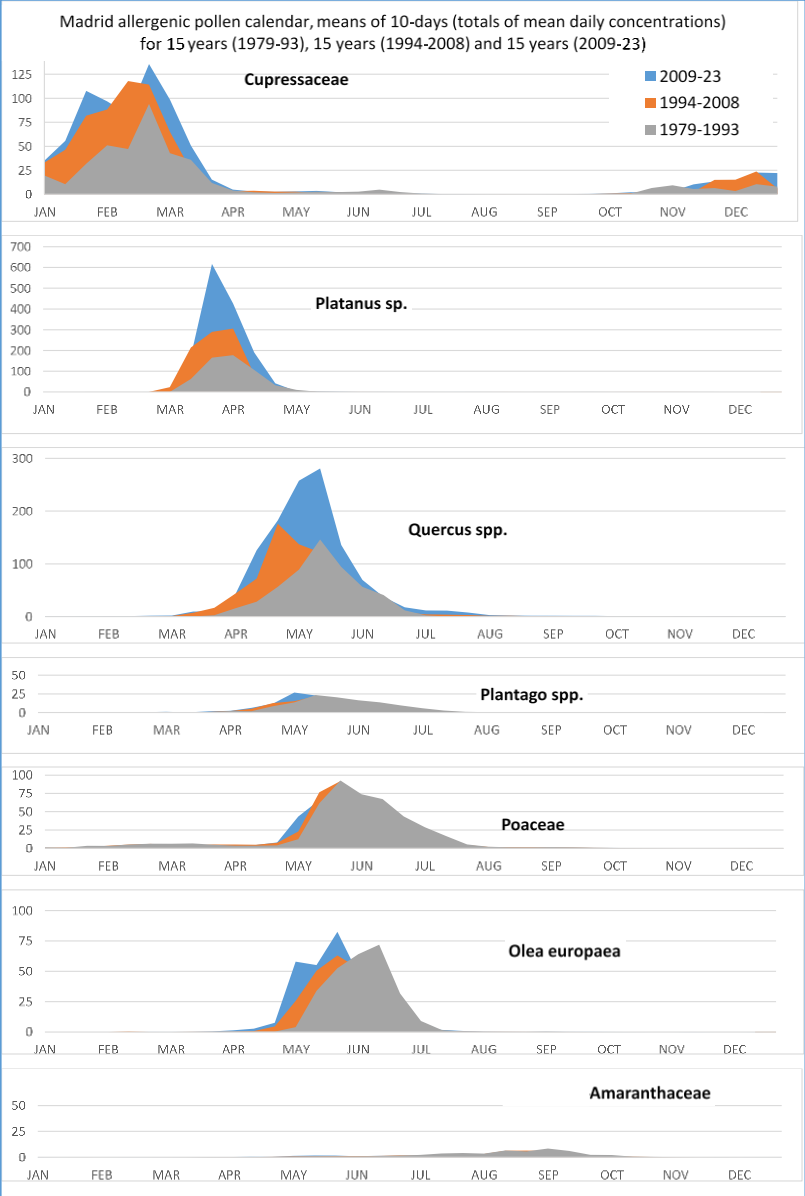 Madrid allergenic pollen calendar, means of 10-days (totals of mean daily concentrations)
for 15 years (1979-93), 15 years (1994-2008) and 15 years (2009-23)
Cupressaceae
2009-23
1994-2008
1979-1993
125
100
75
50
25
0
JAN FEB MAR APR MAY JUN JUL AUG SEP OCT NOV DEC
Platanus sp.
700
600
500
400
300
200
100
0
JAN FEB MAR APR MAY JUN JUL AUG SEP OCT NOV DEC
Quercus spp.
300
200
100
0
JAN FEB MAR APR MAY JUN JUL AUG SEP OCT NOV DEC
Plantago spp.
50
25
0
JAN FEB MAR APR MAY JUN JUL AUG SEP OCT NOV DEC
Poaceae
100
75
50
25
0
JAN FEB MAR APR MAY JUN JUL AUG SEP OCT NOV DEC
Olea europaea
100
75
50
25
0
JAN FEB MAR APR MAY JUN JUL AUG SEP OCT NOV DEC
Amaranthaceae
50
25
0
JAN FEB MAR APR MAY JUN JUL AUG SEP OCT NOV DEC